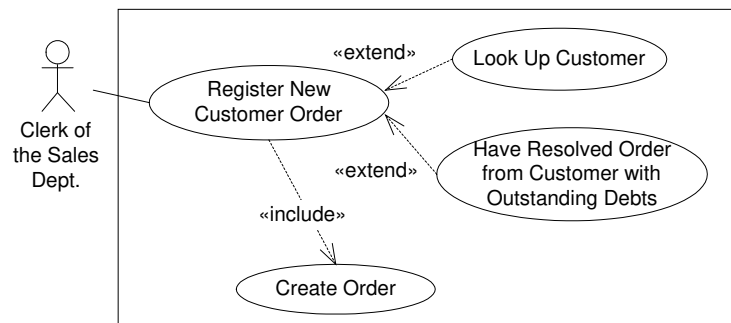 «extend»
Look Up Customer
Register New
Customer Order
Clerk of
the Sales
Dept.
«extend»
Have Resolved Order
from Customer with
Outstanding Debts
«include»
Create Order